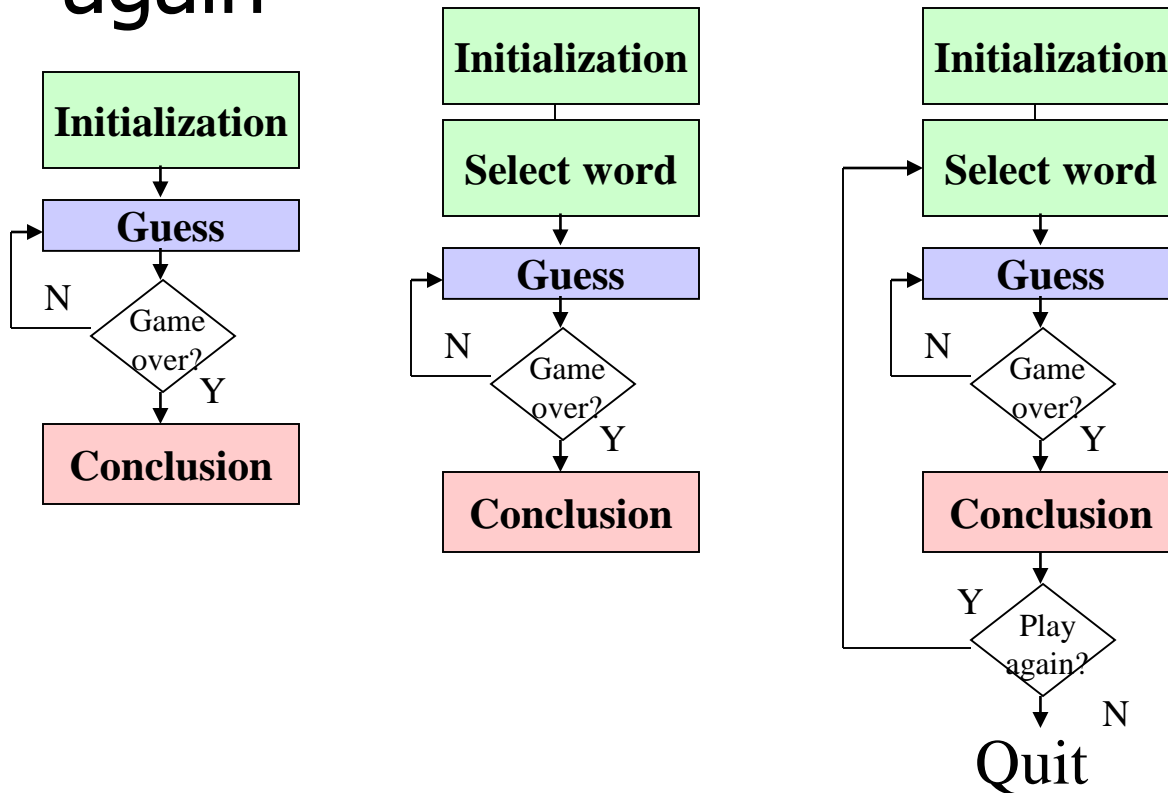 again
Initialization
Guess
N
Game
over?
Y
Conclusion
Initialization
Select word
Guess
N
Game
over?
Y
Conclusion
Initialization
Select word
Guess
N
Game
over?
Y
Conclusion
Y
Play
again?
N
Quit